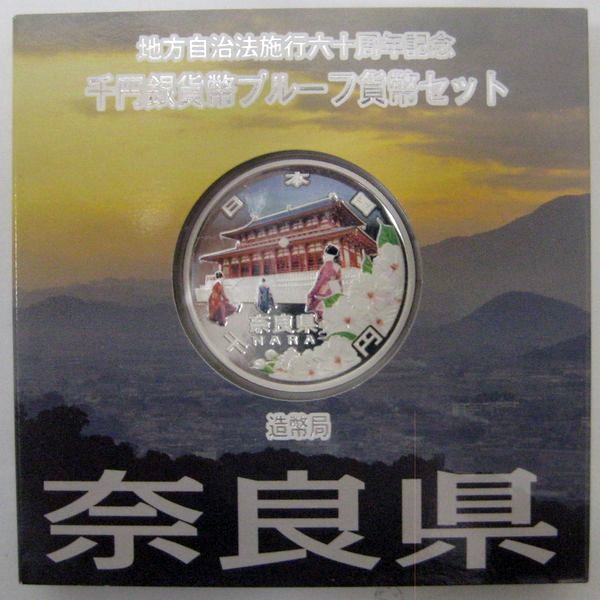 地方自治法施行六十周年記念
千円銀貨幣プルーフ貨幣セット
日本国
奈良県
NARA
千円
造幣局
奈良県